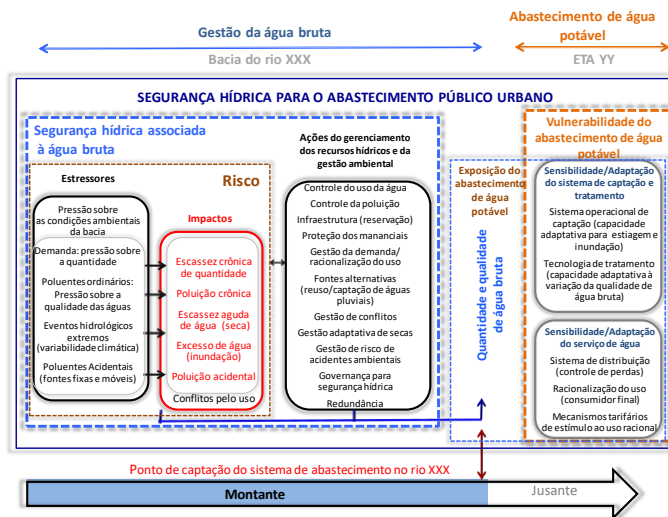 Gestão da água bruta
Bacia do rio XXX
Abastecimento de água
potável
ETA YY
SEGURANÇA HÍDRICA PARA O ABASTECIMENTO PÚBLICO URBANO
Segurança hídrica associada
à água bruta
Risco
Estressores
Pressão sobre
as condições ambientais
da bacia
Demanda: pressão sobre
a quantidade
Poluentes ordinários:
Pressão sobre a
qualidade das águas
Eventos hidrológicos
extremos
(variabilidade climática)
Poluentes Acidentais
(fontes fixas e móveis)
Impactos
Escassez crônica
de quantidade
Poluição crônica
Escassez aguda
de água (seca)
Excesso de água
(inundação)
Poluição acidental
Conflitos pelo uso
Ações do gerenciamento
dos recursos hídricos e da
gestão ambiental
Controle do uso da água
Controle da poluição
Infraestrutura (reservação)
Proteção dos mananciais
Gestão da demanda/
racionalização do uso
Fontes alternativas
(reuso/captação de águas
pluviais)
Gestão de conflitos
Gestão adaptativa de secas
Gestão de risco de
acidentes ambientais
Governança para
segurança hídrica
Redundância
Exposição do
abastecimento
de água
potável
Quantidade e qualidade
de água bruta
Vulnerabilidade do
abastecimento de água
potável
Sensibilidade/Adaptação
do sistema de captação e
tratamento
Sistema operacional de
captação (capacidade
adaptativa para estiagem e
inundação)
Tecnologia de tratamento
(capacidade adaptativa à
variação da qualidade de
água bruta)
Sensibilidade/Adaptação
do serviço de água
Sistema de distribuição
(controle de perdas)
Racionalização do uso
(consumidor final)
Mecanismos tarifários
de estímulo ao uso racional
Ponto de captação do sistema de abastecimento no rio XXX
Montante
Jusante